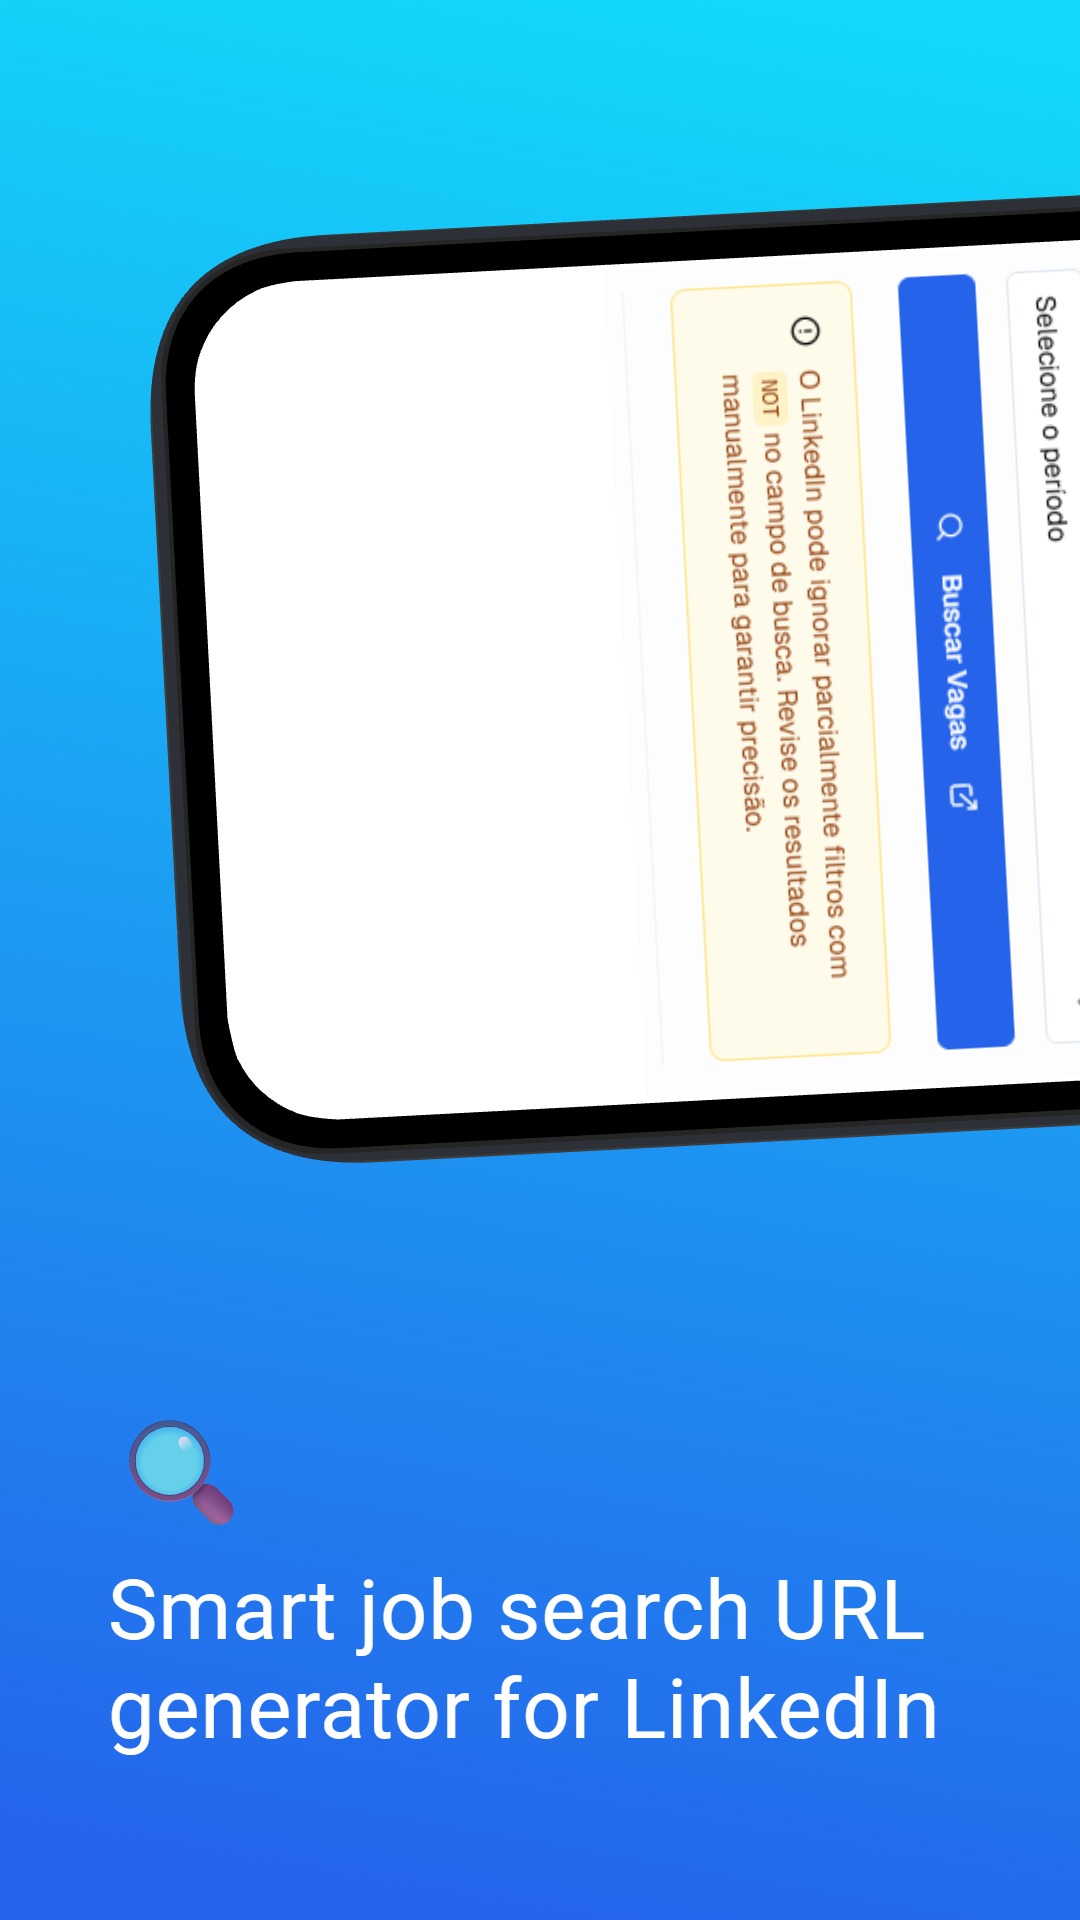 Selecione o período
Buscar Vagas
O LinkedIn pode ignorar parcialmente filtros com
NOT no campo de busca. Revise os resultados
manualmente para garantir precisão.
Smart job search URL
generator for LinkedIn